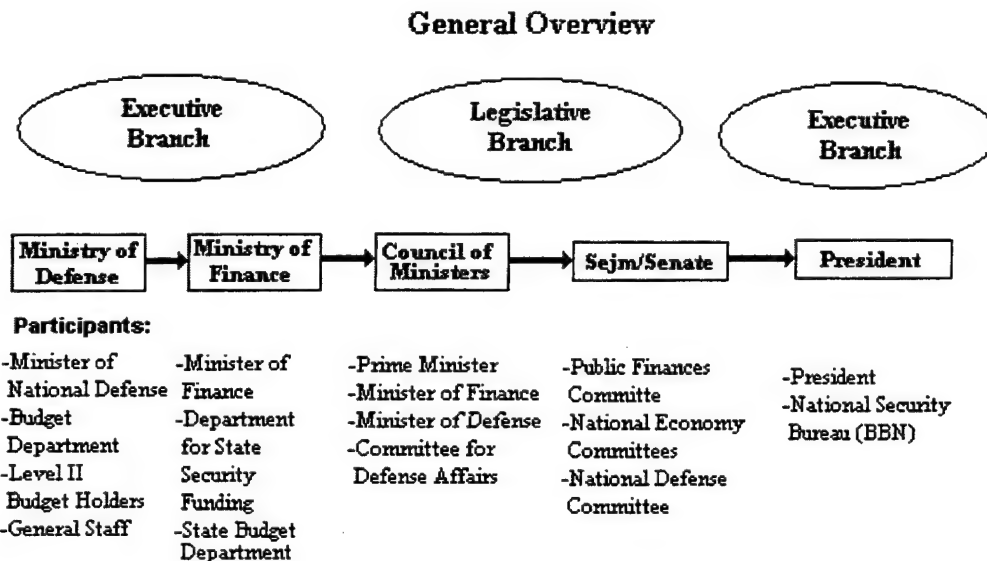 General Overview
Executive
Branch
Legislative
Branch
Executive
Branch
Ministry of
Defense
Ministry of
Finance
Council of
Ministers
Sejm/Senate
President
Participants:
-Minister of
National Defense
-Budget
Department
-Level II
Budget Holders
-General Staff
-Minister of
Finance
-Department
for State
Security
Funding
-State Budget
Department
-Prime Minister
-Minister of Finance
-Minister of Defense
-Committee for
Defense Affairs
-Public Finances
Committee
-National Economy
Committees
-National Defense
Committee
-President
-National Security
Bureau (BBN)